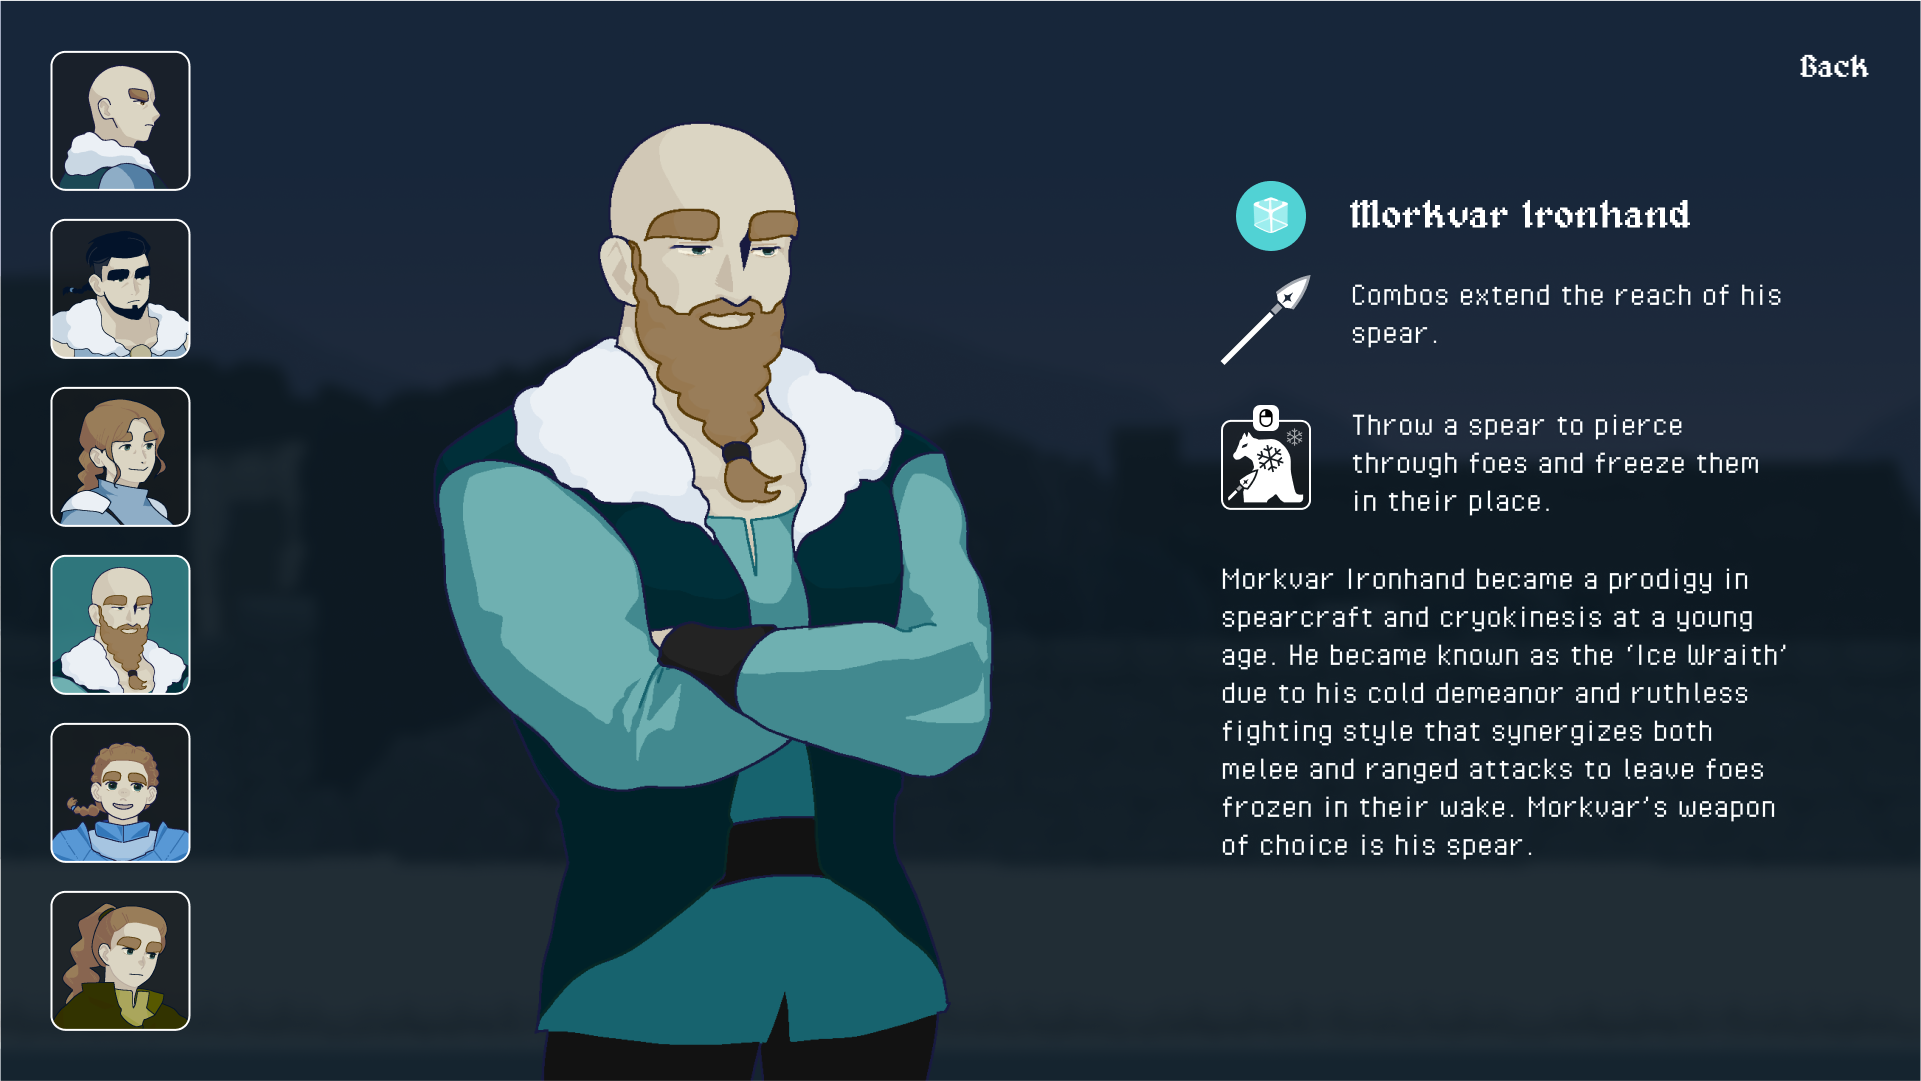 Back
Morkvar Ironhand
Combos extend the reach of his
spear.
Throw a spear to pierce
through foes and freeze them
in their place.
Morkvar Ironhand became a prodigy in
spearcraft and cryokinesis at a young
age. He became known as the ‘Ice Wraith’
due to his cold demeanor and ruthless
fighting style that synergizes both
melee and ranged attacks to leave foes
frozen in their wake. Morkvar’s weapon
of choice is his spear.